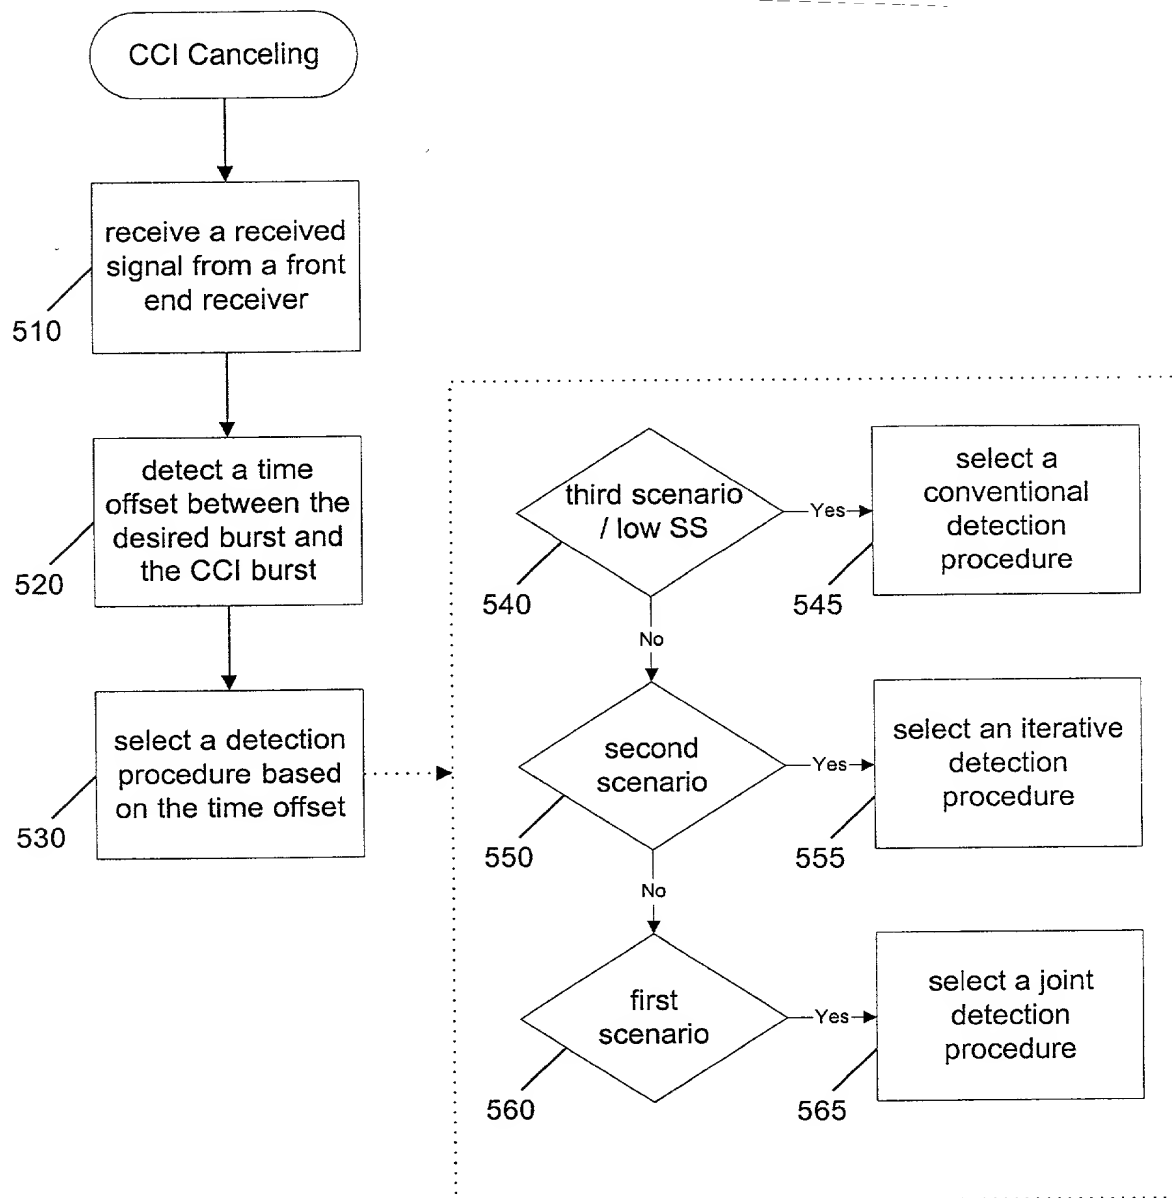 CCI Canceling
receive a received
signal from a front
end receiver
510
detect a time
offset between the
desired burst and
the CCI burst
520
select a detection
procedure based
on the time offset
530
third scenario
/ low SS
540
Yes
select a
conventional
detection
procedure
545
No
second
scenario
550
Yes
select an iterative
detection
procedure
555
No
first
scenario
560
Yes
select a joint
detection
procedure
565